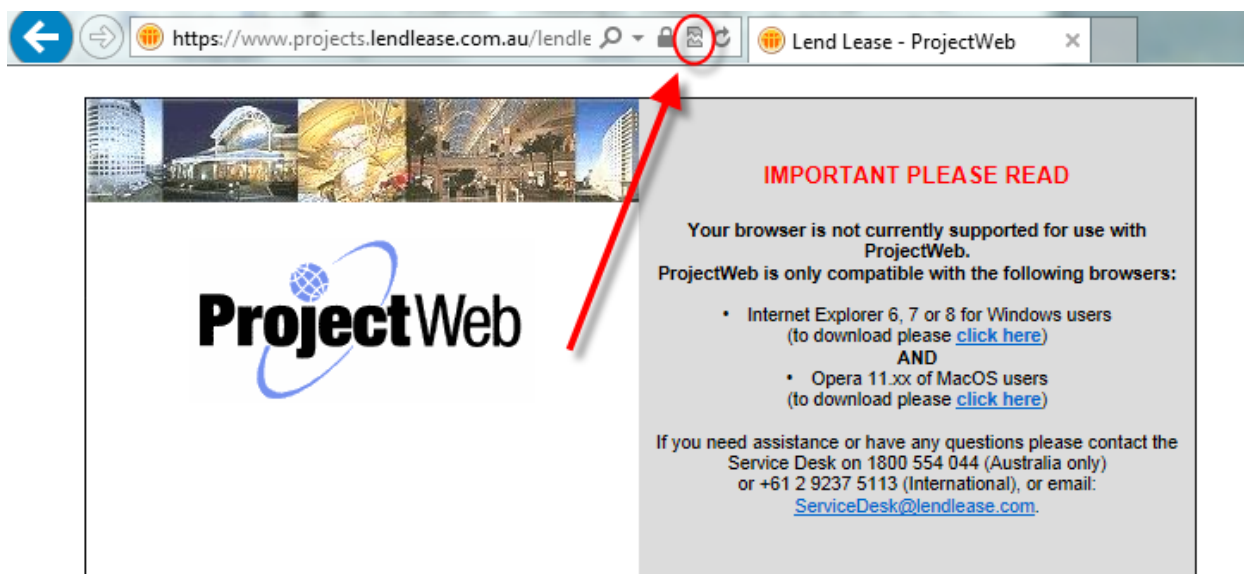 https://www.projects.lendlease.com.au/lendle
Lend Lease - ProjectWeb
IMPORTANT PLEASE READ
ProjectWeb
Your browser is not currently supported for use with
ProjectWeb.
ProjectWeb is only compatible with the following browsers:
• Internet Explorer 6, 7 or 8 for Windows users
(to download please click here)
AND
• Opera 11.xx of MacOS users
(to download please click here)
If you need assistance or have any questions please contact the
Service Desk on 1800 554 044 (Australia only)
or +61 2 9237 5113 (International), or email:
ServiceDesk@lendlease.com.